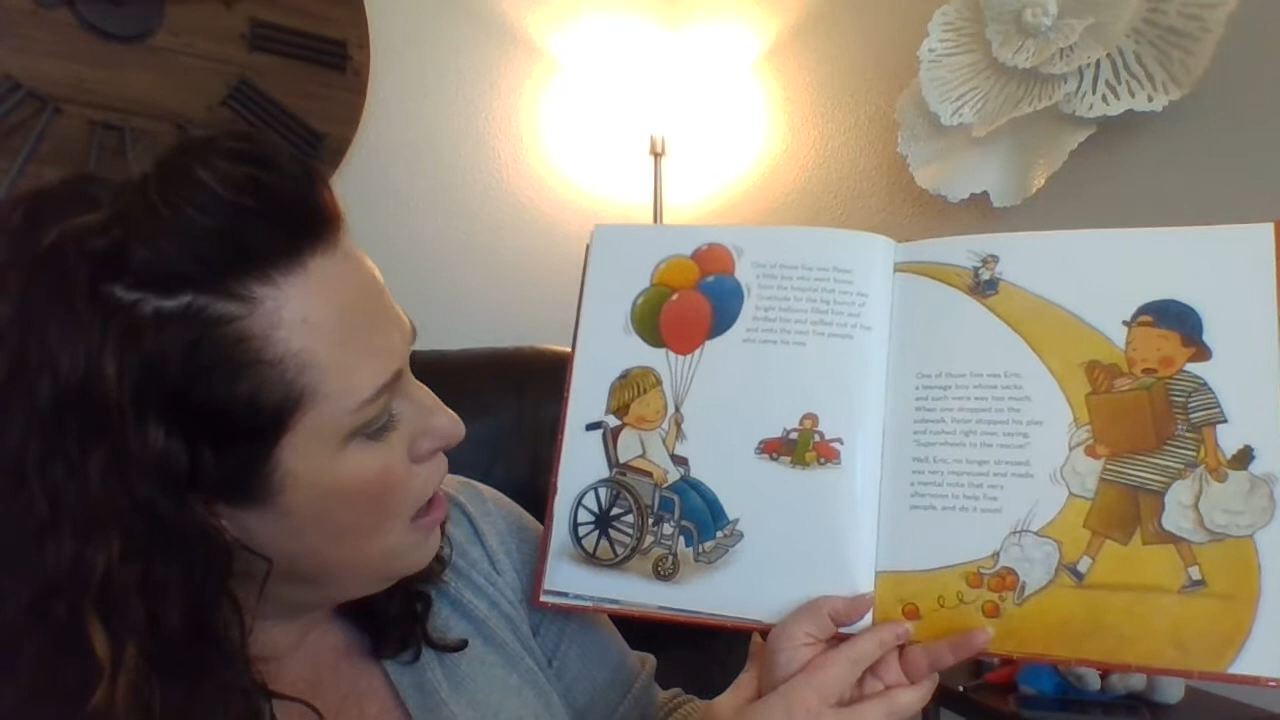 One of those five was Peter,
a little boy who went home
from the hospital that very day.
Gratitude for the big bunch of
bright balloons filled him and
thrilled him and spilled out of him
and onto the next five people
who came his way.
One of those five was Eric,
a teenage boy whose sacks
and such were way too much.
When one dropped on the
sidewalk, Peter stopped his play
and rushed right over, saying,
"Superwheels to the rescue!"
Well, Eric, no longer stressed,
was very impressed and made
a mental note that very
afternoon to help five
people, and do it soon!